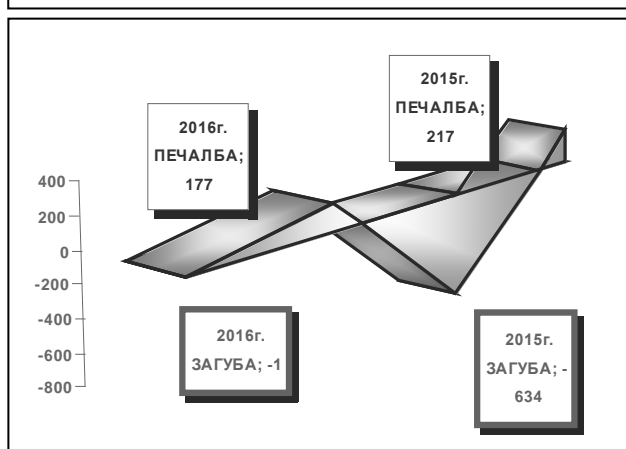 2015г.
ПЕЧАЛБА;
217
2016г.
ПЕЧАЛБА;
177
400
200
0
-200
-400
-600
-800
2016г.
ЗАГУБА; -1
2015г.
ЗАГУБА; -
634